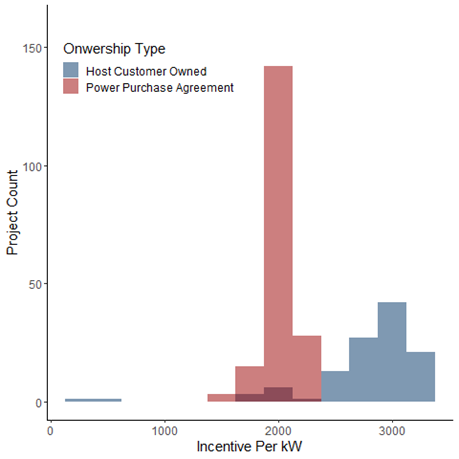 Onwership Type
Host Customer Owned
Power Purchase Agreement
150
100
50
0
Project Count
0 1000 2000 3000
Incentive Per kW